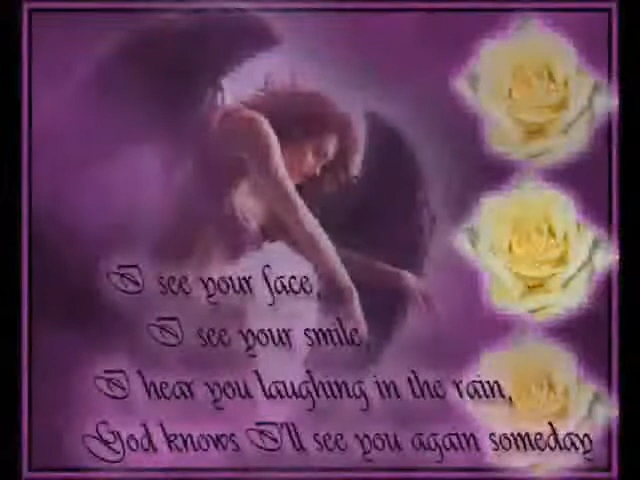 I see your face,
I see your smile,
I hear you laughing in the rain,
God knows I'll see you again someday